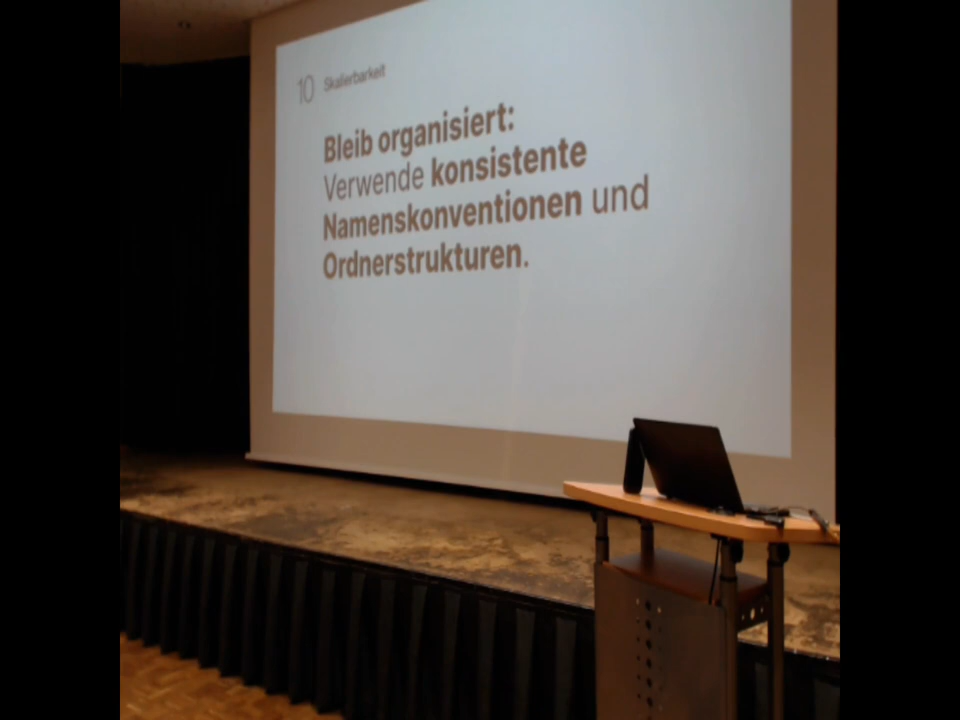 10 Skalierbarkeit
Bleib organisiert:
Verwende konsistente
Namenskonventionen und
Ordnerstrukturen.